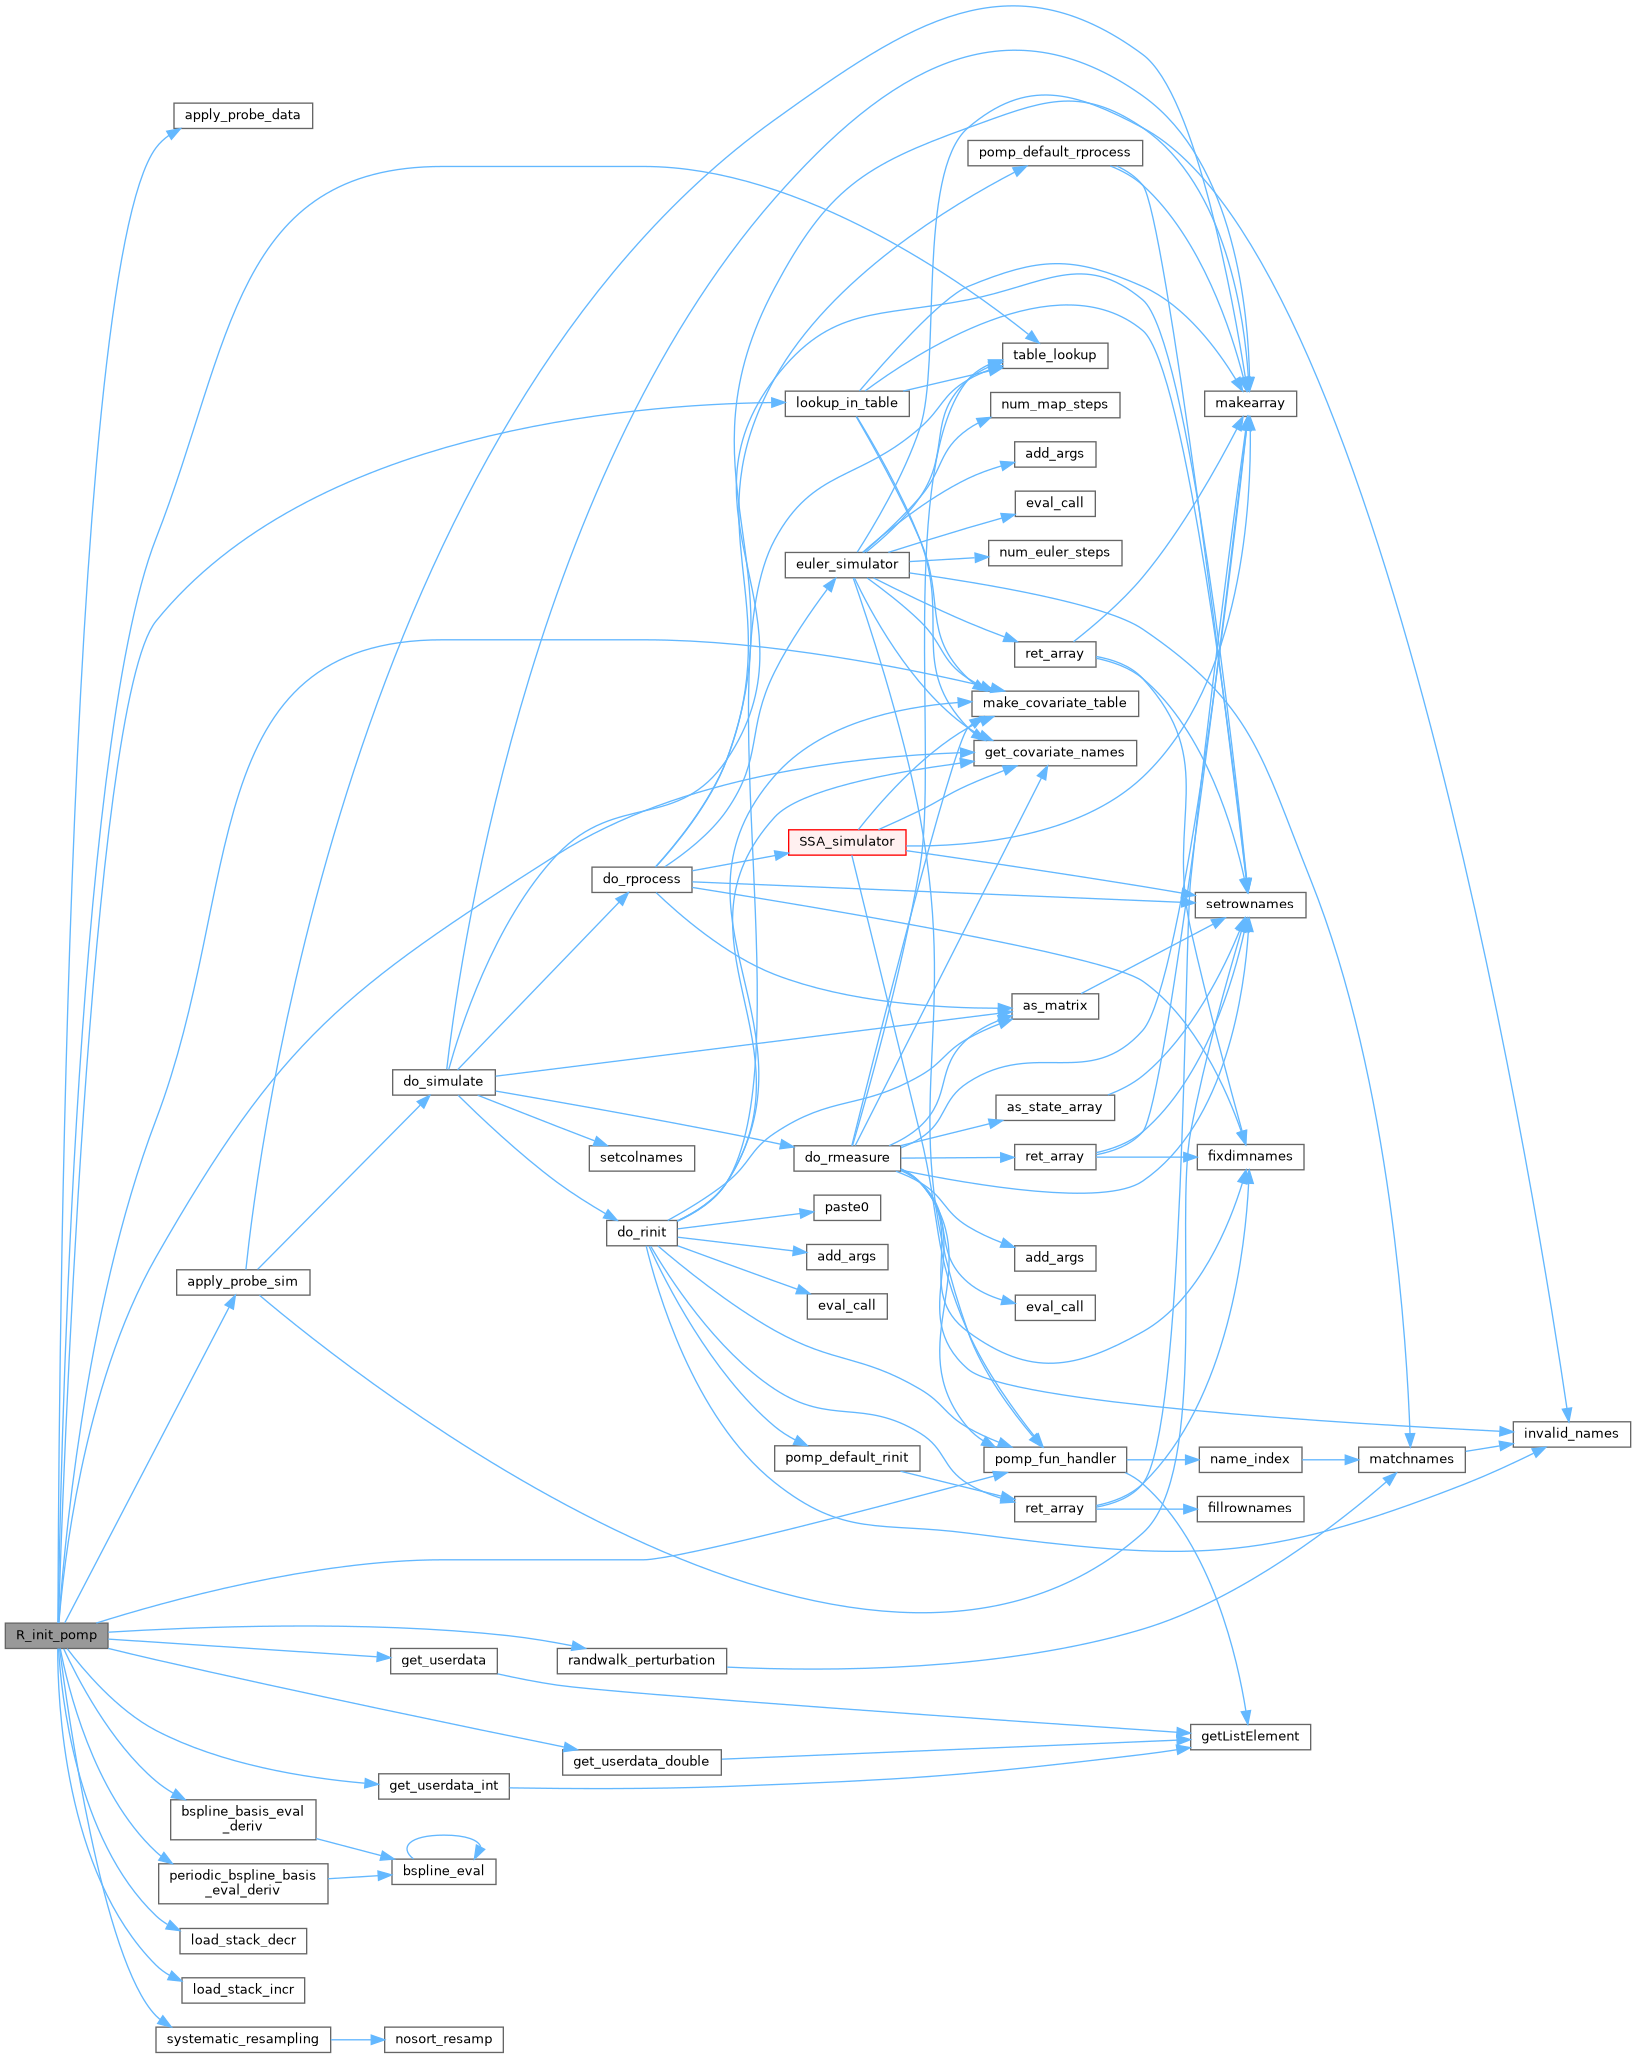 apply_probe_data
pomp_default_rprocess
table_lookup
lookup_in_table
num_map_steps
makearray
add_args
eval_call
num_euler_steps
euler_simulator
ret_array
make_covariate_table
get_covariate_names
SSA_simulator
do_rprocess
setrownames
as_matrix
do_simulate
as_state_array
setcolnames
do_rmeasure
ret_array
fixdimnames
paste0
do_rinit
add_args
add_args
apply_probe_sim
eval_call
eval_call
invalid_names
pomp_default_rinit
pomp_fun_handler
name_index
matchnames
ret_array
fillrownames
R_init_pomp
get_userdata
randwalk_perturbation
getListElement
get_userdata_double
get_userdata_int
bspline_basis_eval
_deriv
bspline_eval
periodic_bspline_basis
_eval_deriv
load_stack_decr
load_stack_incr
systematic_resampling
nosort_resamp